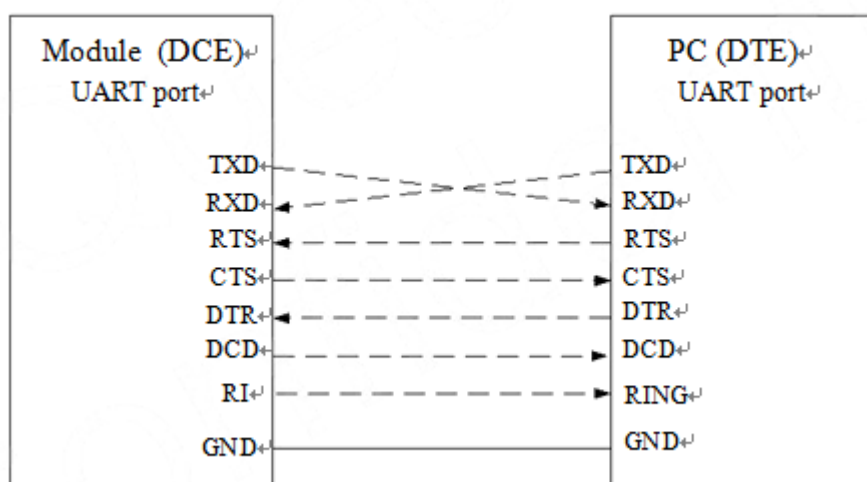 Module (DCE)↵
UART port↵
PC (DTE)↵
UART port↵
TXD↵
RXD↵
RTS↵
CTS↵
DTR↵
DCD↵
RI↵
GND↵
TXD↵
RXD↵
RTS↵
CTS↵
DTR↵
DCD↵
RING↵
GND↵